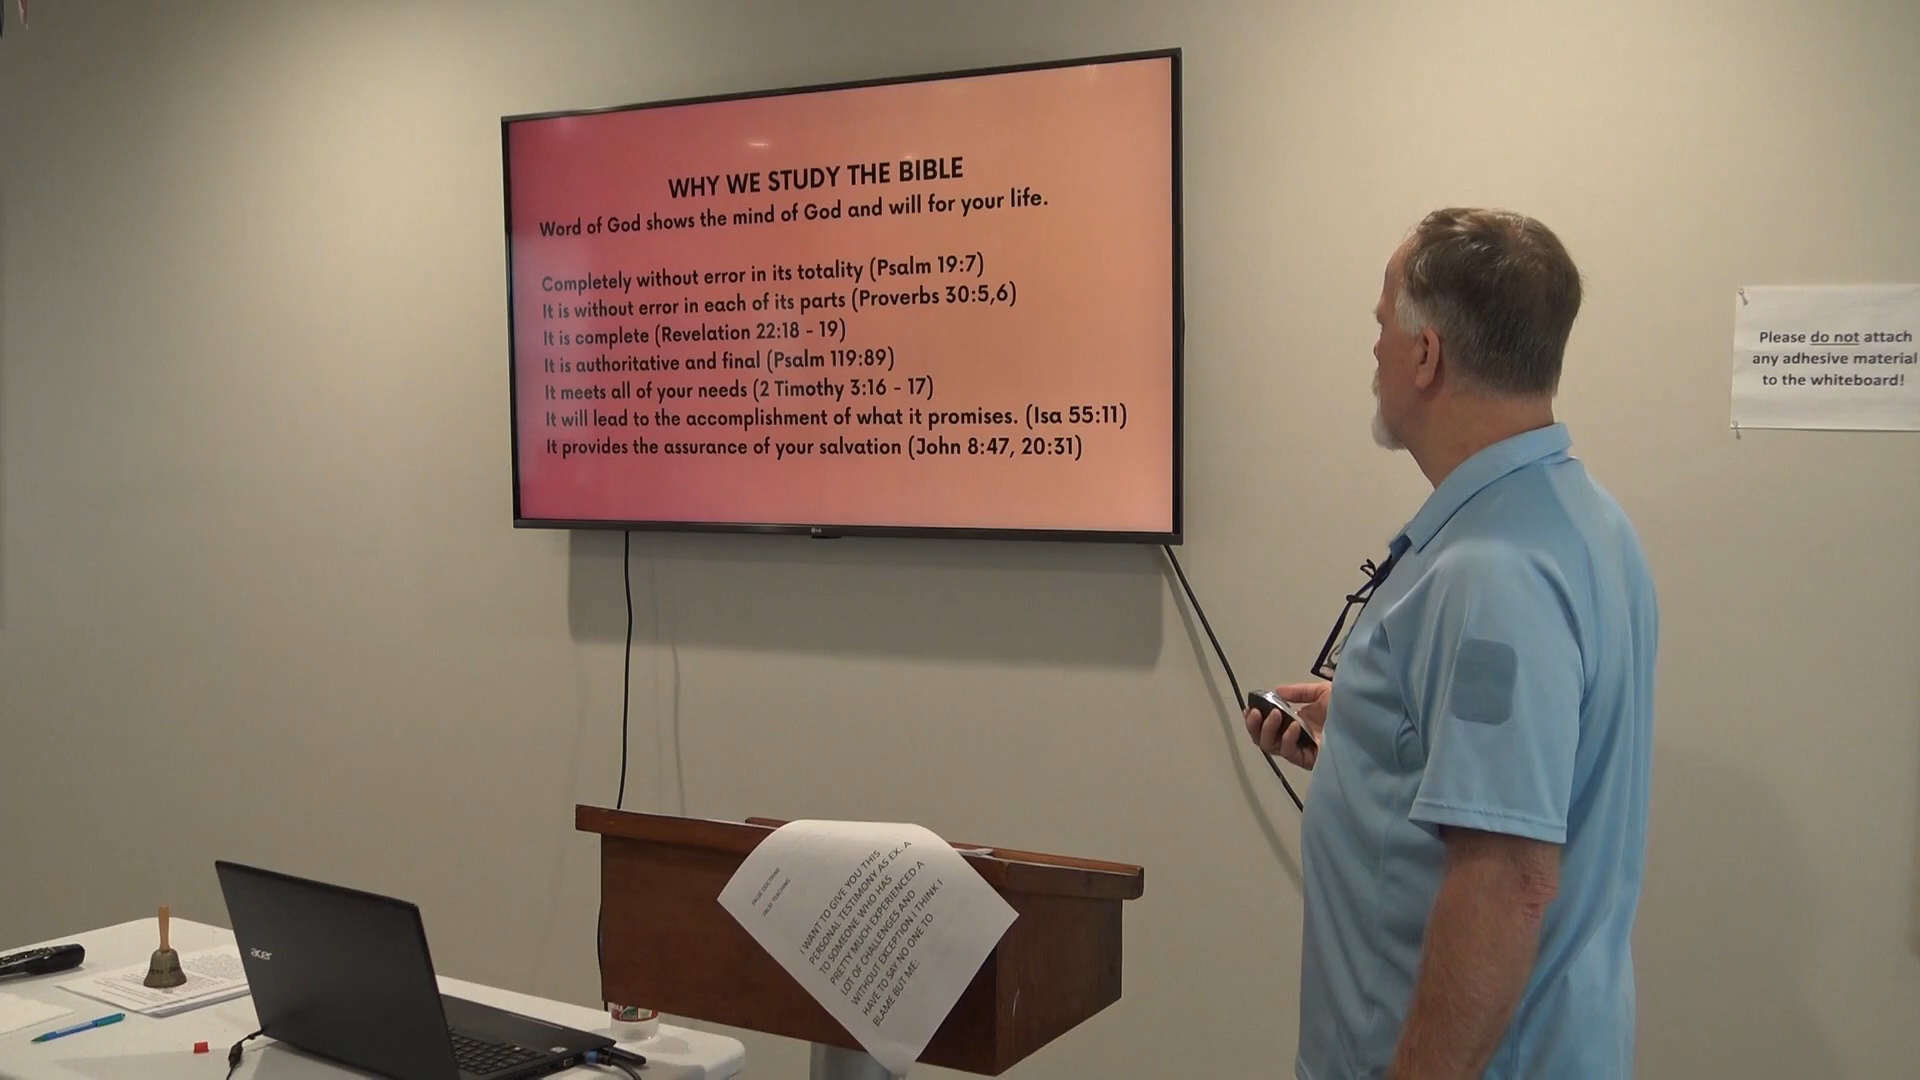 WHY WE STUDY THE BIBLE
Word of God shows the mind of God and will for your life.
Completely without error in its totality (Psalm 19:7)
It is without error in each of its parts (Proverbs 30:5,6)
It is complete (Revelation 22:18 - 19)
It is authoritative and final (Psalm 119:89)
It meets all of your needs (2 Timothy 3:16 - 17)
It will lead to the accomplishment of what it promises. (Isa 55:11)
It provides the assurance of your salvation (John 8:47, 20:31)
LG
Please do not attach
any adhesive material
to the whiteboard!
FALSE DOCTRINE
FALSE TEACHING
I WANT TO GIVE YOU THIS
PERSONAL TESTIMONY AS EX. A
TO SOMEONE WHO HAS
PRETTY MUCH EXPERIENCED A
LOT OF CHALLENGES AND
WITHOUT EXCEPTION I THINK I
HAVE TO SAY NO ONE TO
BLAME BUT ME:
acer